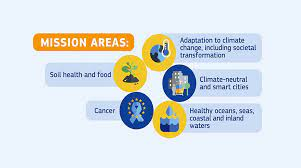 MISSION AREAS:
Adaptation to climate
change, including societal
transformation
Soil health and food
Climate-neutral
and smart cities
Cancer
Healthy oceans, seas,
coastal and inland
waters